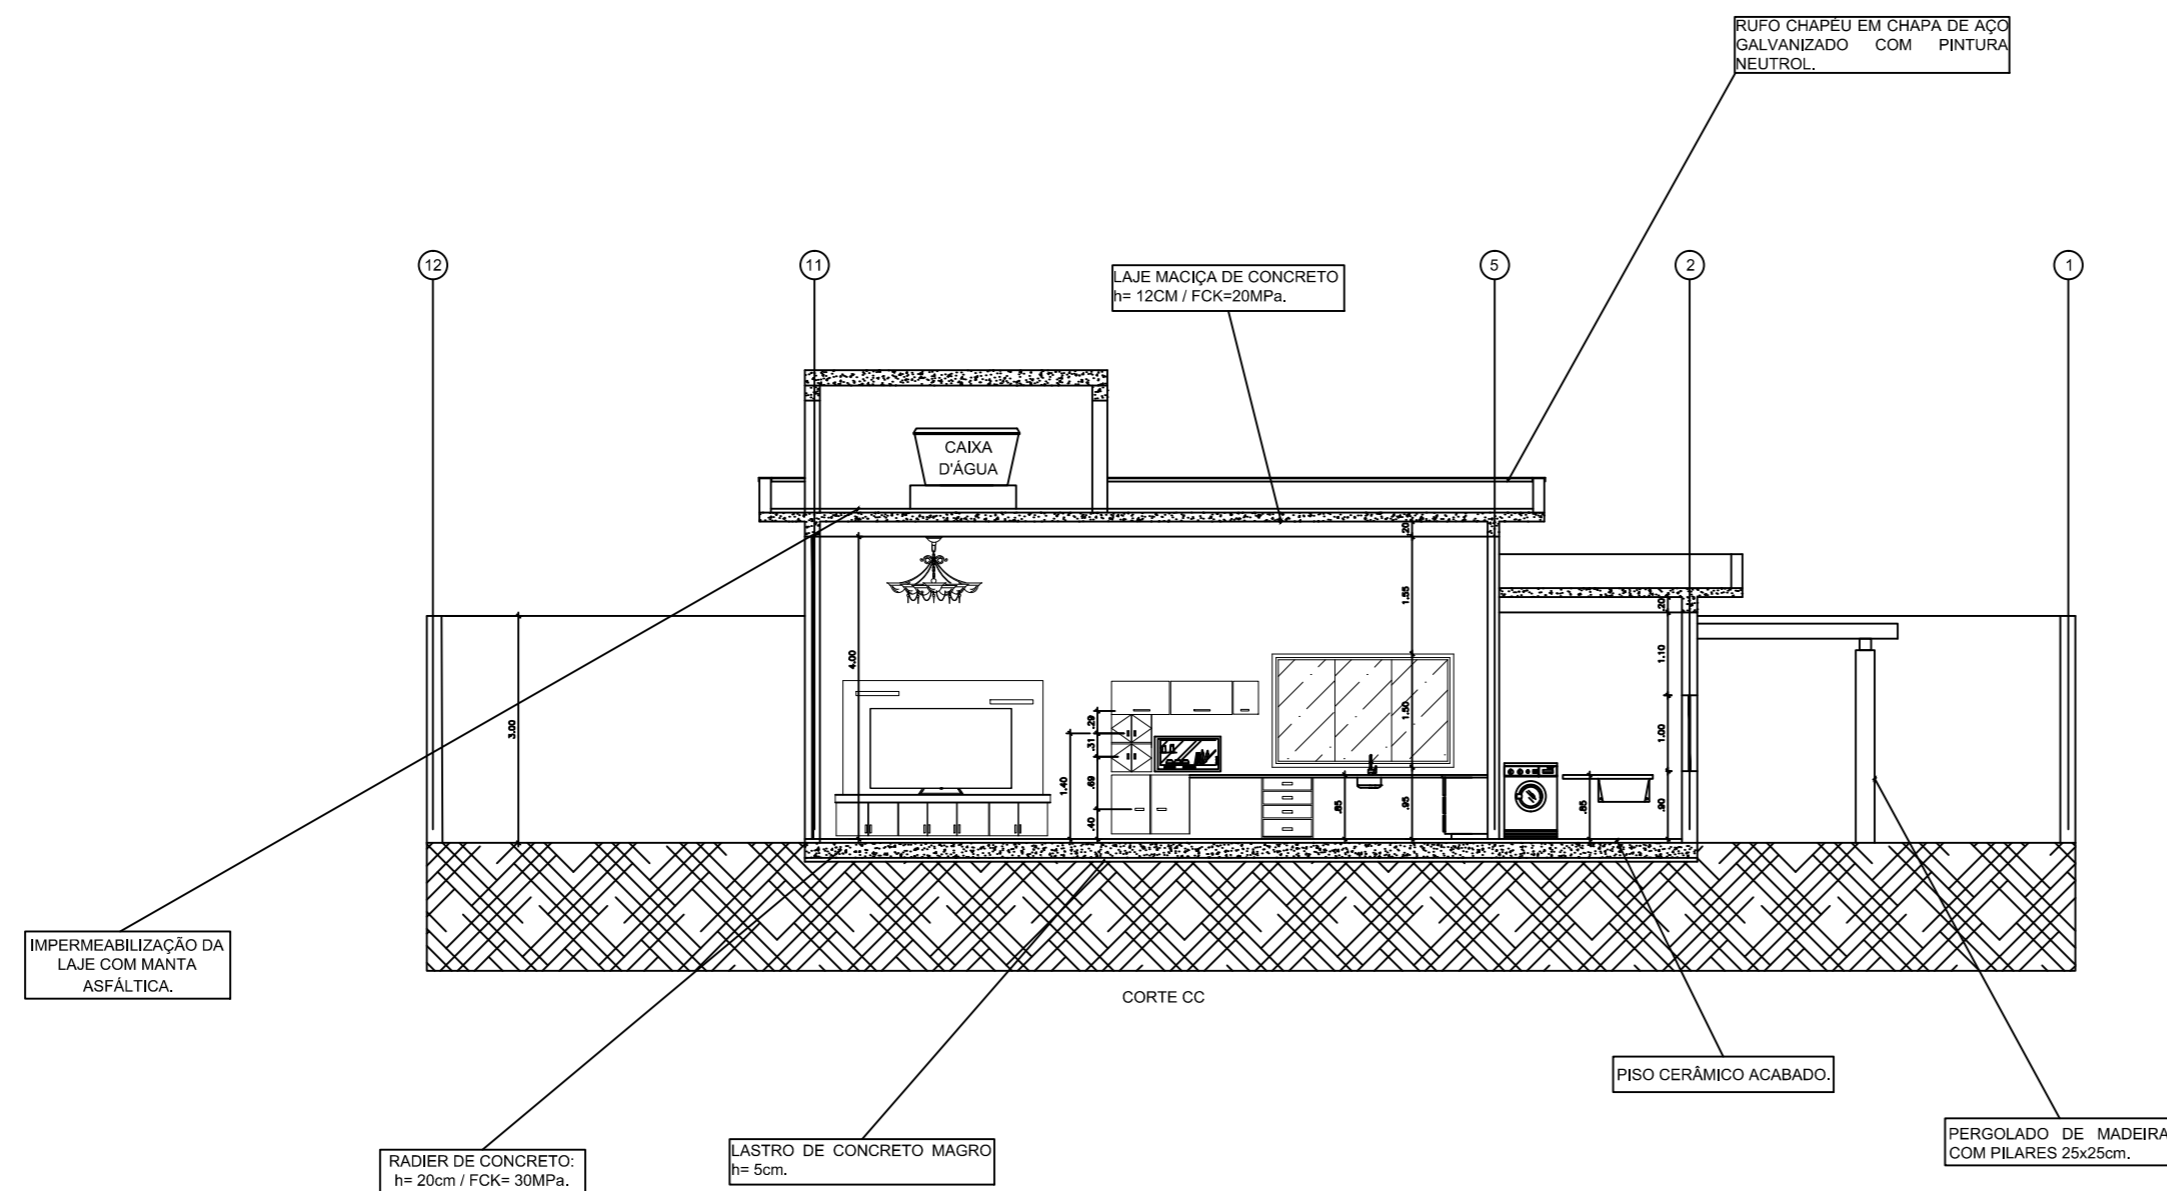 RUFO CHAPÉU EM CHAPA DE AÇO
GALVANIZADO COM PINTURA
NEUTROL.
12
11
5
2
1
LAJE MACIÇA DE CONCRETO
h= 12CM / FCK=20MPa.
CAIXA
D'ÁGUA
.20
1.55
1.50
.95
4.00
3.00
.20
1.10
1.00
.90
.29
.31
.69
.40
1.40
.85
.85
IMPERMEABILIZAÇÃO DA
LAJE COM MANTA
ASFÁLTICA.
CORTE CC
PISO CERÂMICO ACABADO.
PERGOLADO DE MADEIRA
COM PILARES 25x25cm.
LASTRO DE CONCRETO MAGRO
h= 5cm.
RADIER DE CONCRETO:
h= 20cm / FCK= 30MPa.